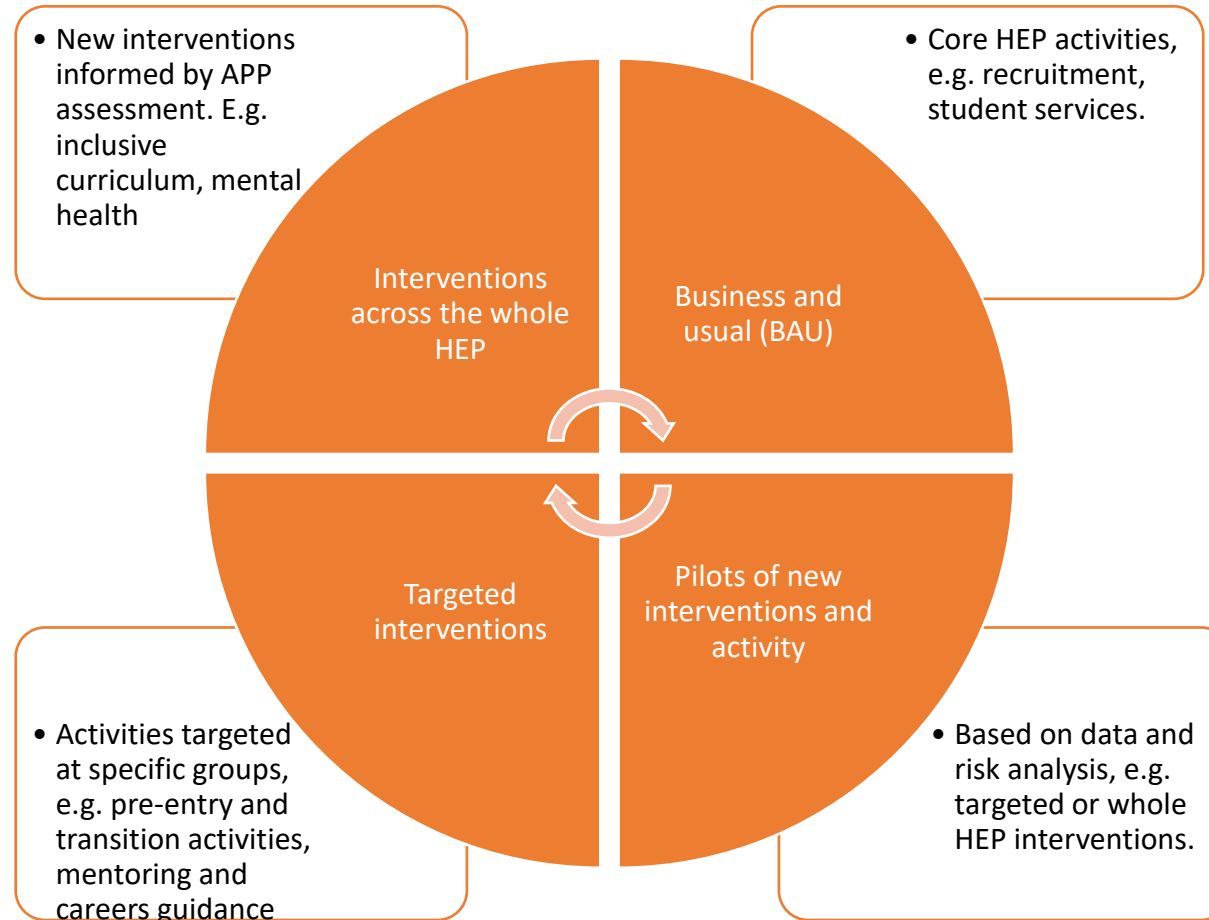 • New interventions
informed by APP
assessment. E.g.
inclusive
curriculum, mental
health
• Core HEP activities,
e.g. recruitment,
student services.
Interventions
across the whole
HEP
Business and
usual (BAU)
Targeted
interventions
Pilots of new
interventions and
activity
• Activities targeted
at specific groups,
e.g. pre-entry and
transition activities,
mentoring and
careers guidance
• Based on data and
risk analysis, e.g.
targeted or whole
HEP interventions.